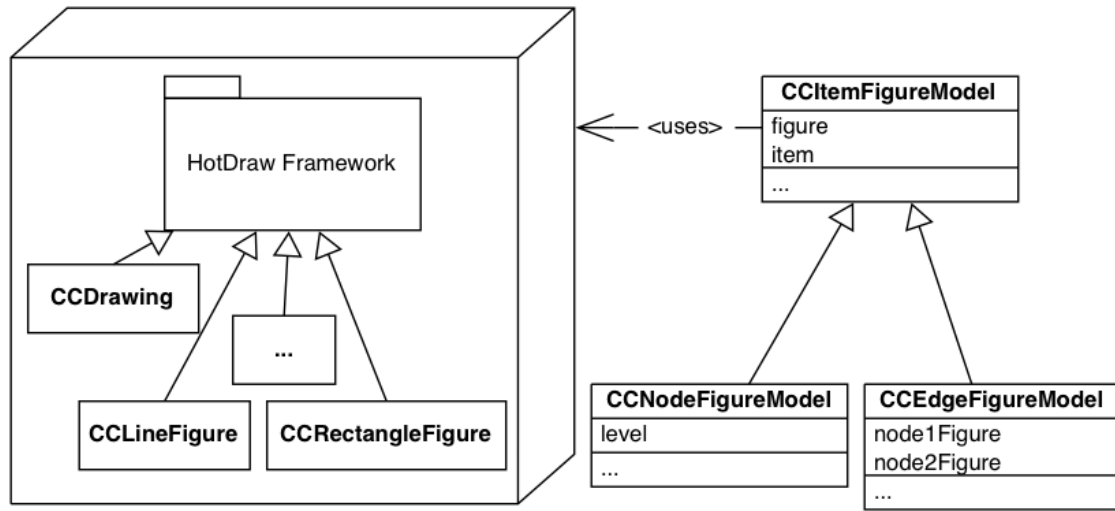 HotDraw Framework
CCDrawing
...
CCLineFigure
CCRectangleFigure
<uses>
CCItemFigureModel
figure
item
...
CCNodeFigureModel
level
...
CCEdgeFigureModel
node1Figure
node2Figure
...